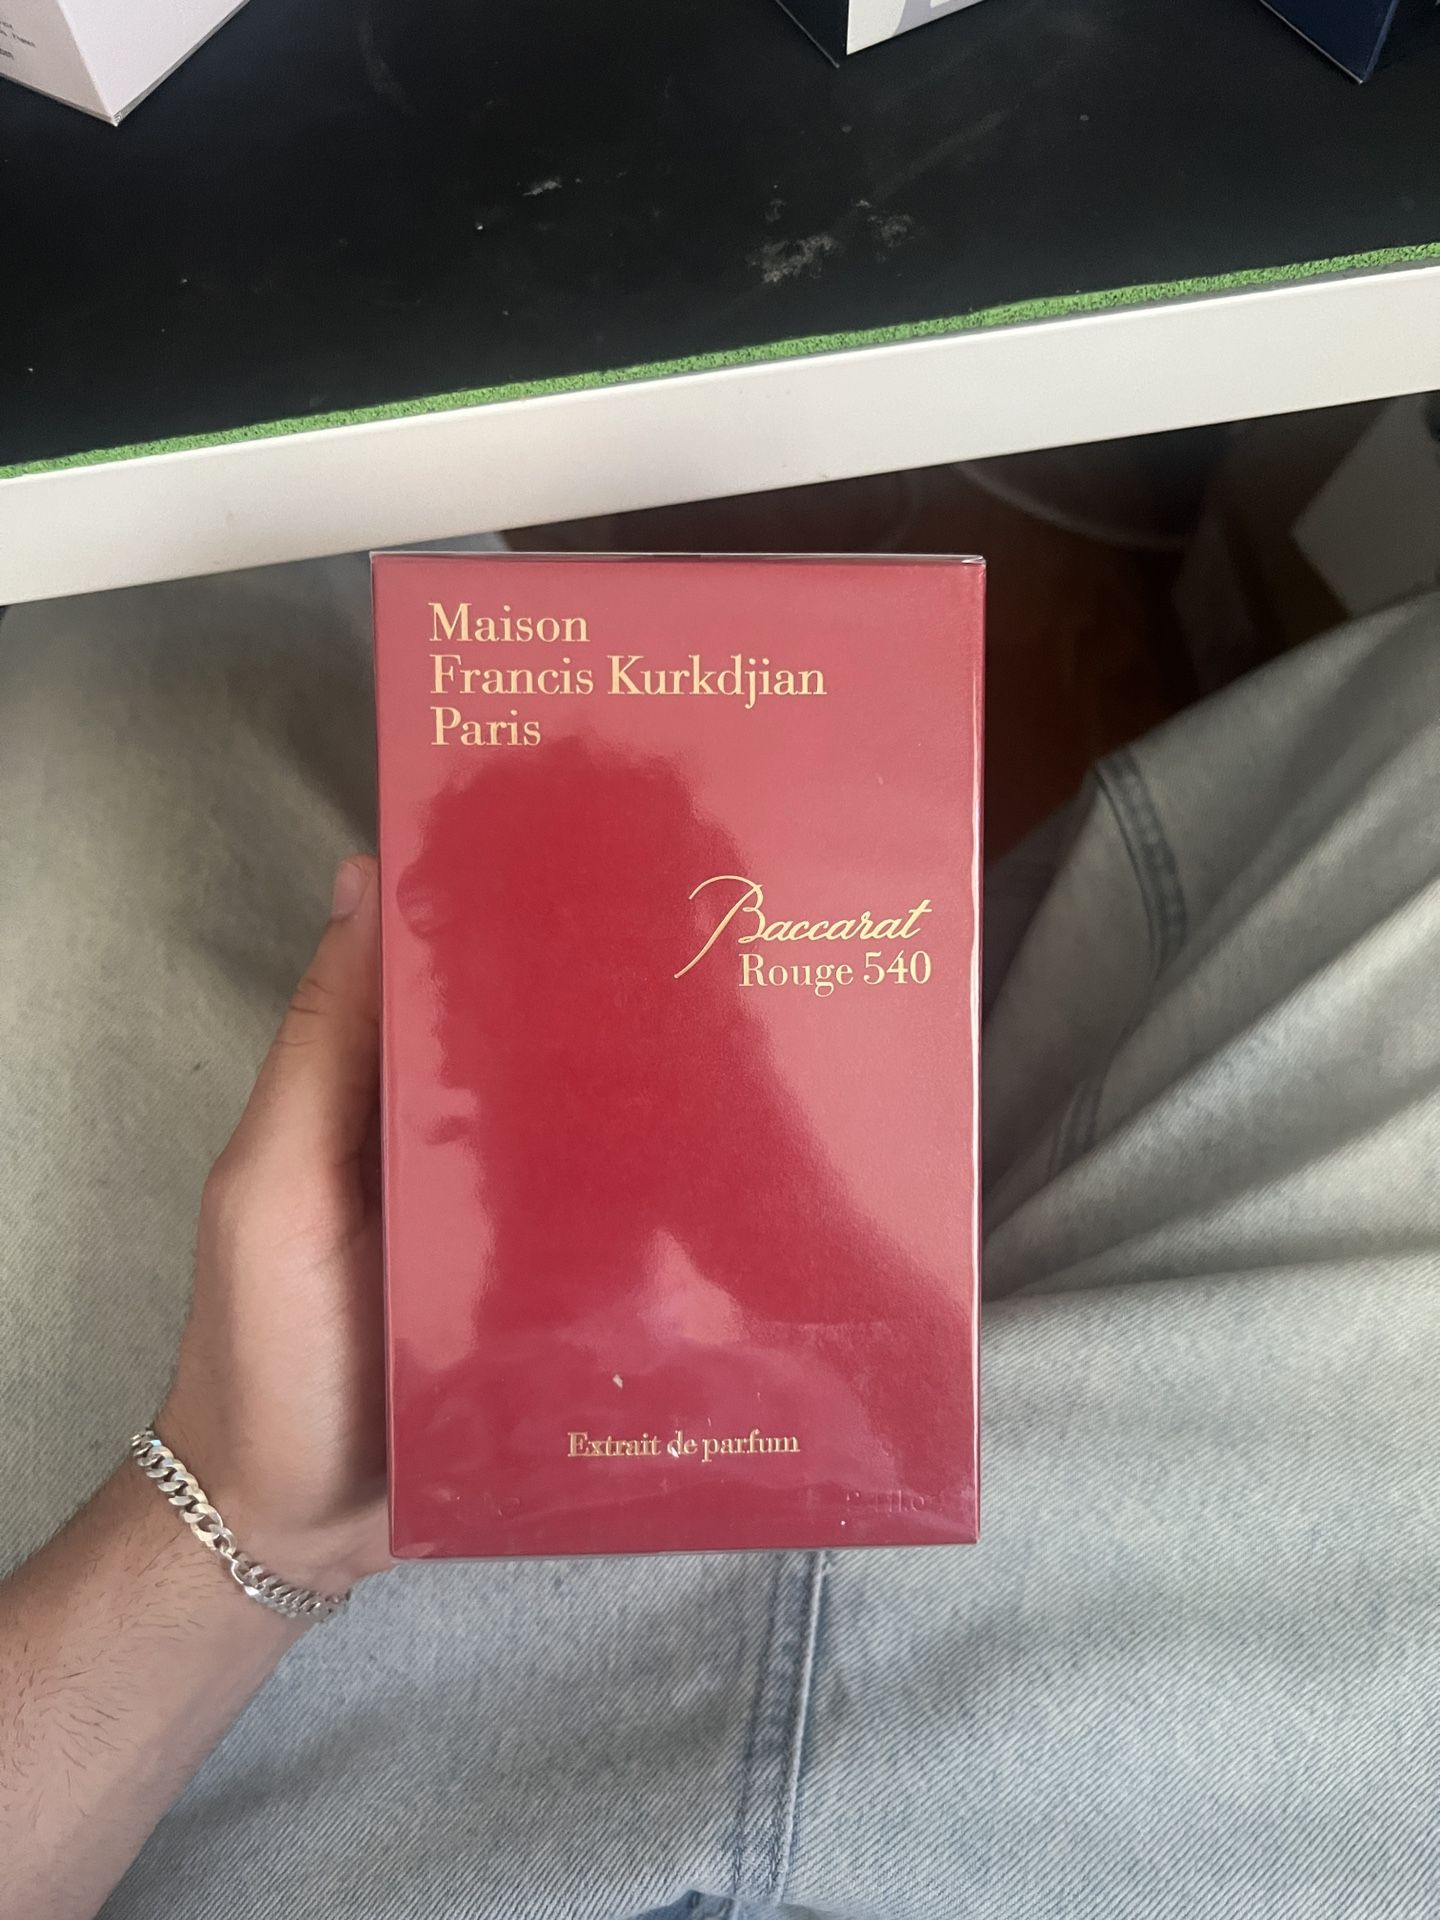 Maison
Francis Kurkdjian
Paris
Baccarat
Rouge 540
Extrait de parfum